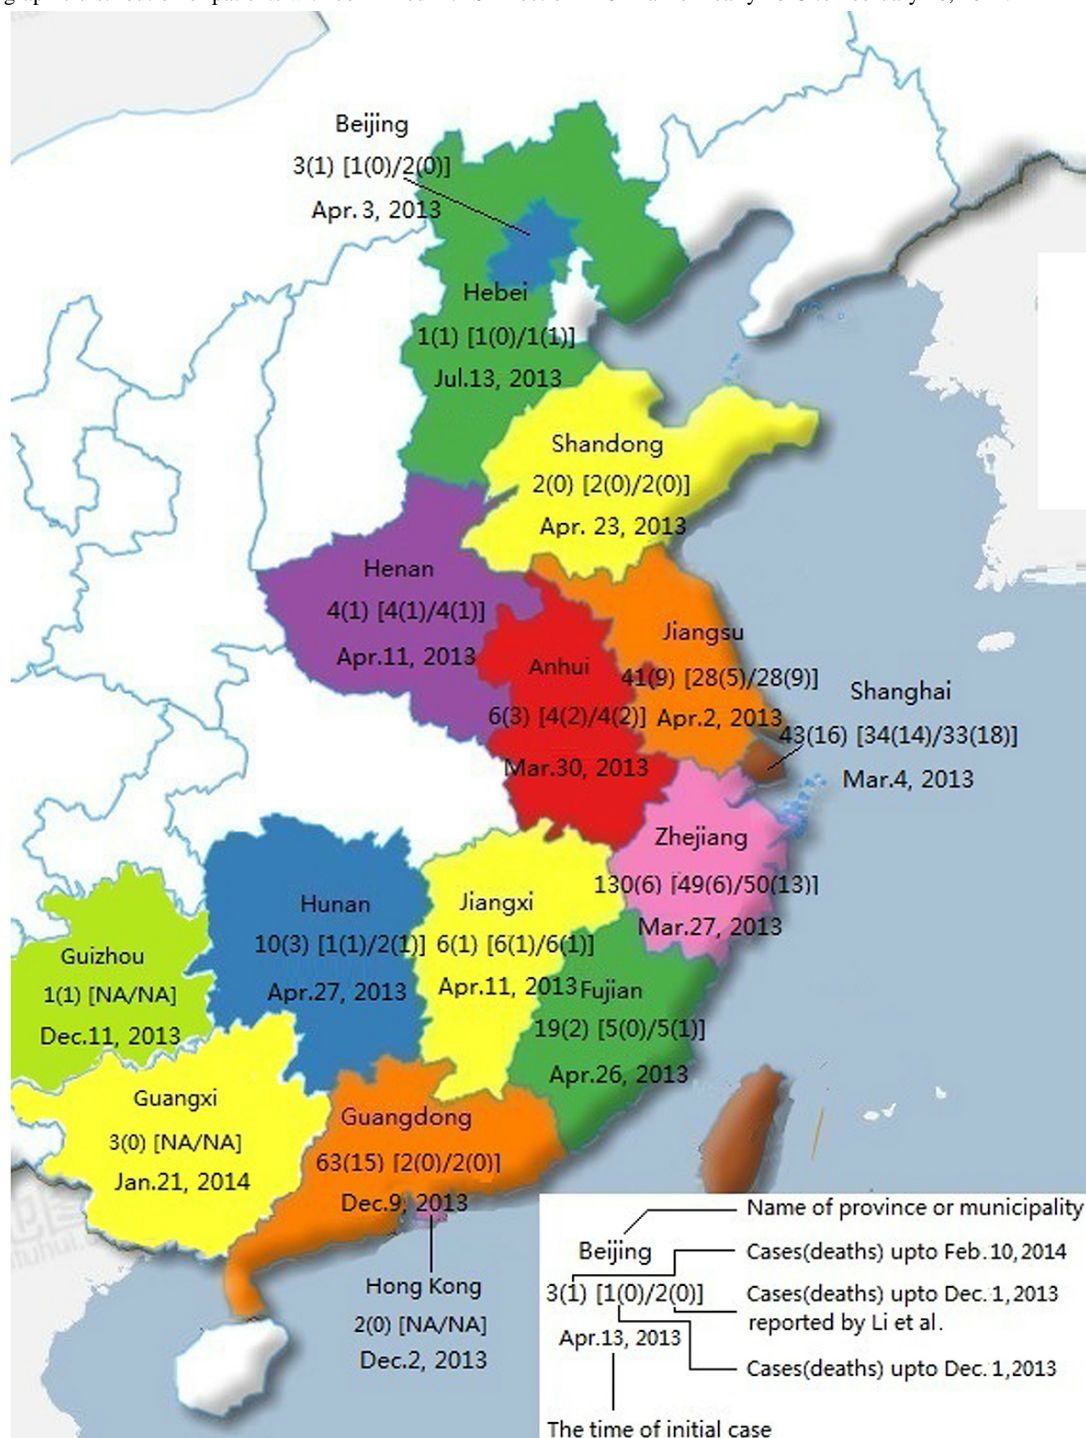 Beijing
3(1) [1(0)/2(0)]
Apr. 3, 2013
Hebei
1(1) [1(0)/1(1)]
Jul.13, 2013
Shandong
2(0) [2(0)/2(0)]
Apr. 23, 2013
Henan
4(1) [4(1)/4(1)]
Apr.11, 2013
Jiangsu
41(9) [28(5)/28(9)]
Apr.2, 2013
Anhui
6(3) [4(2)/4(2)]
Mar.30, 2013
Shanghai
43(16) [34(14)/33(18)]
Mar.4, 2013
Zhejiang
130(6) [49(6)/50(13)]
Mar.27, 2013
Hunan
10(3) [1(1)/2(1)]
Apr.27, 2013
Jiangxi
6(1) [6(1)/6(1)]
Apr.11, 2013
Guizhou
1(1) [NA/NA]
Dec.11, 2013
Fujian
19(2) [5(0)/5(1)]
Apr.26, 2013
Guangxi
3(0) [NA/NA]
Jan.21, 2014
Guangdong
63(15) [2(0)/2(0)]
Dec.9, 2013
Hong Kong
2(0) [NA/NA]
Dec.2, 2013
Name of province or municipality
Beijing
Cases(deaths) upto Feb.10,2014
3(1) [1(0)/2(0)]
Cases(deaths) upto Dec. 1,2013
reported by Li et al.
Apr.13, 2013
Cases(deaths) upto Dec. 1,2013
The time of initial case